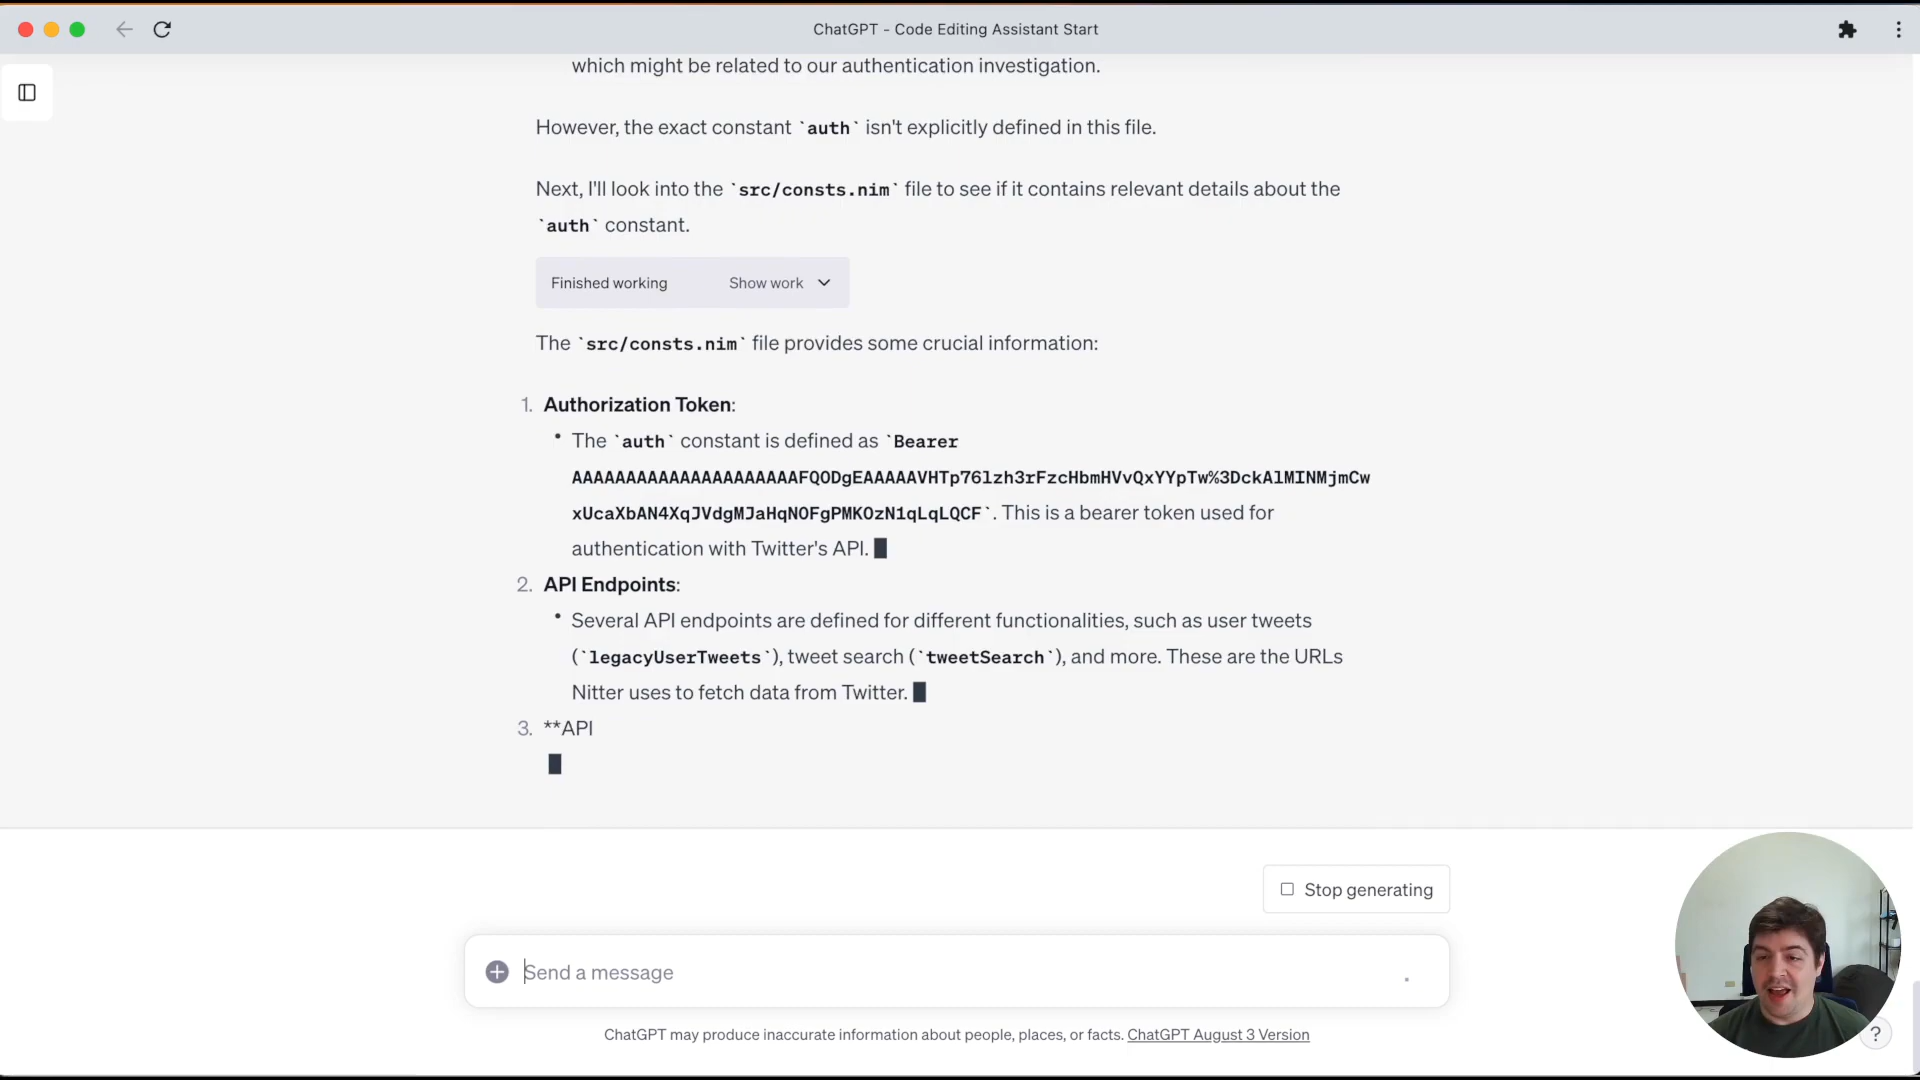 ChatGPT - Code Editing Assistant Start
which might be related to our authentication investigation.
However, the exact constant `auth` isn't explicitly defined in this file.
Next, I'll look into the `src/consts.nim` file to see if it contains relevant details about the
`auth` constant.
Finished working Show work
The `src/consts.nim` file provides some crucial information:
1. Authorization Token:
• The `auth` constant is defined as `Bearer
AAAAAAAAAAAAAAAAAAAAAFQODgEAAAAAVHTp76lzh3rFzcHbmHVvQxYYpTw%3DckAlMINMjmCw
xUcaXbAN4XqJVdgMJaHqNOFgPMKOzN1qLqLQCF`. This is a bearer token used for
authentication with Twitter's API.
2. API Endpoints:
• Several API endpoints are defined for different functionalities, such as user tweets
(`legacyUserTweets`), tweet search (`tweetSearch`), and more. These are the URLs
Nitter uses to fetch data from Twitter.
3. **API
Stop generating
Send a message
ChatGPT may produce inaccurate information about people, places, or facts. ChatGPT August 3 Version
?